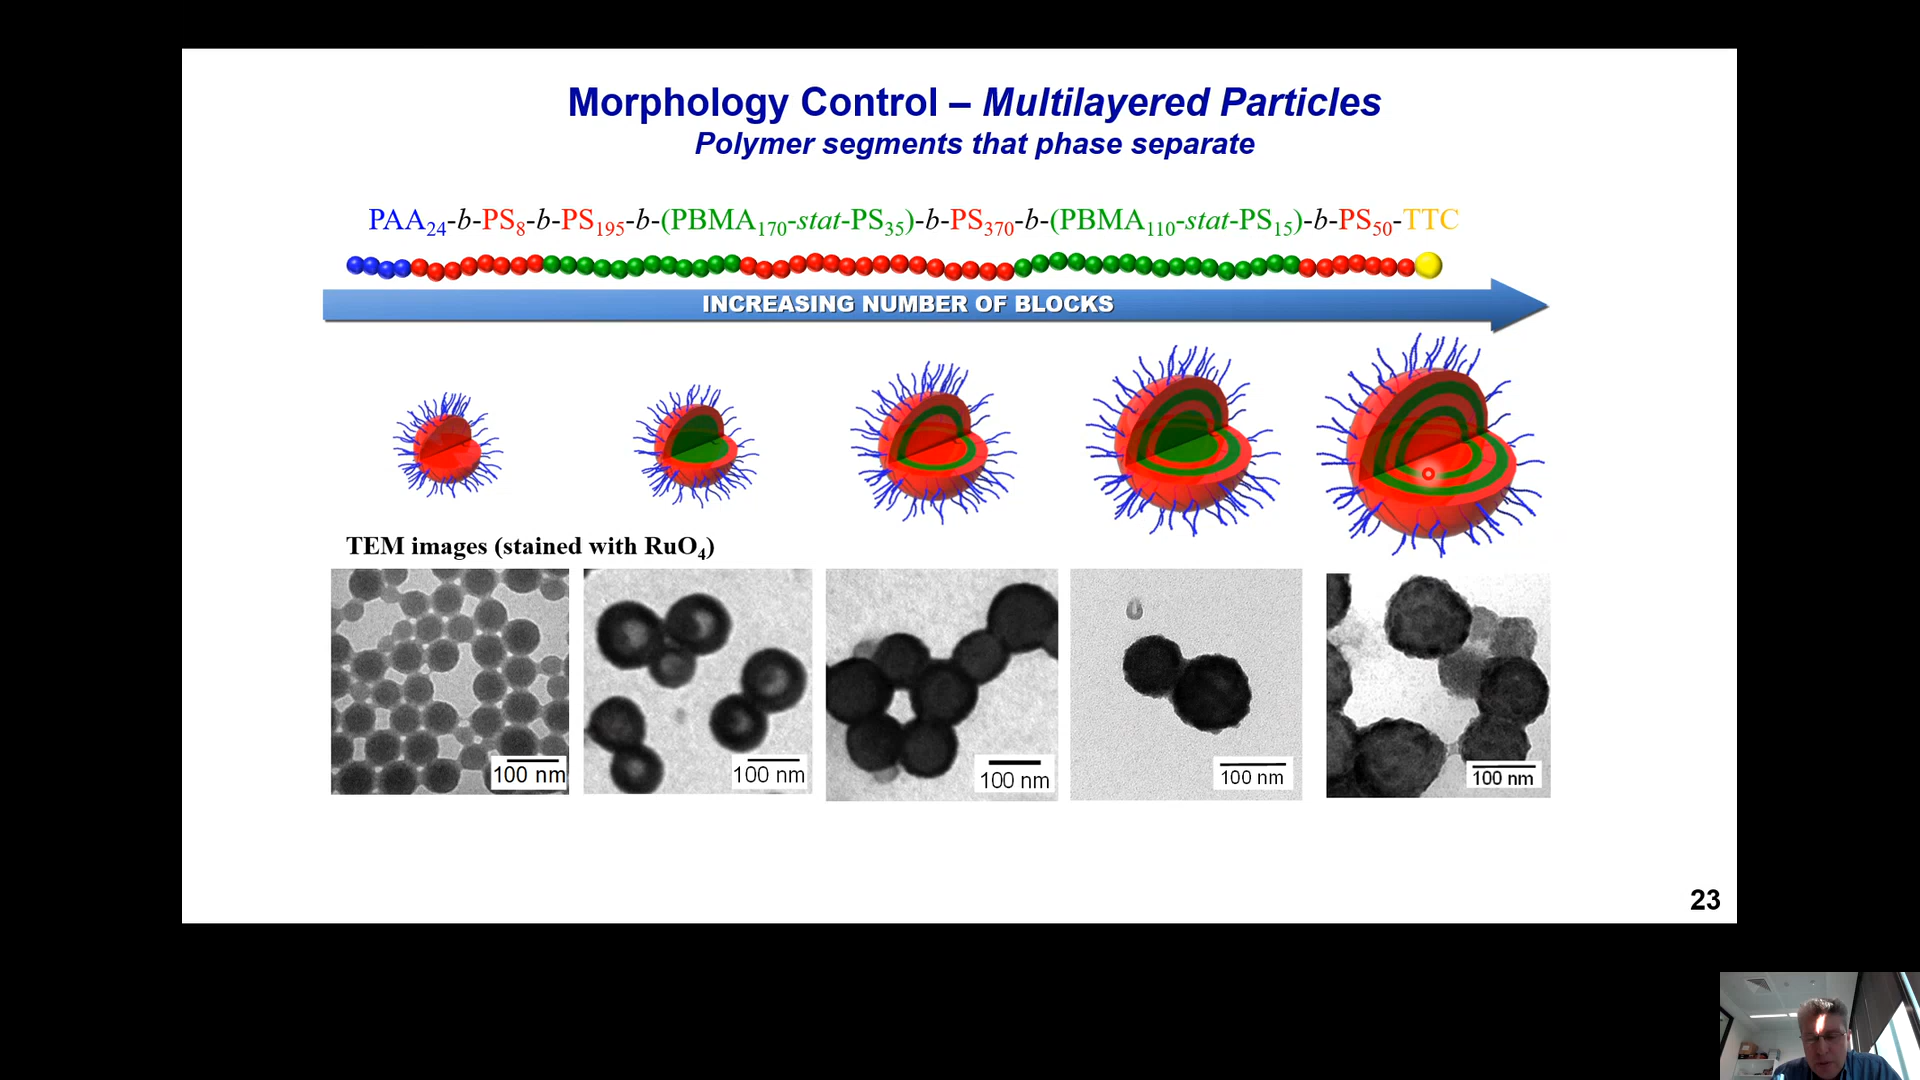 Morphology Control – Multilayered Particles
Polymer segments that phase separate
PAA24-b-PS8-b-PS195-b-(PBMA170-stat-PS35)-b-PS370-b-(PBMA110-stat-PS15)-b-PS50-TTC
INCREASING NUMBER OF BLOCKS
TEM images (stained with RuO4)
100 nm
100 nm
100 nm
100 nm
100 nm
23